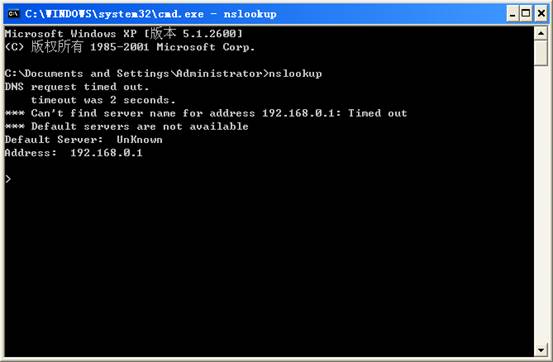 C:\WINDOWS\system32\cmd.exe - nslookup
Microsoft Windows XP [版本 5.1.2600]
(C) 版权所有 1985-2001 Microsoft Corp.
C:\Documents and Settings\Administrator>nslookup
DNS request timed out.
timeout was 2 seconds.
*** Can't find server name for address 192.168.0.1: Timed out
*** Default servers are not available
Default Server:  UnKnown
Address:  192.168.0.1
>